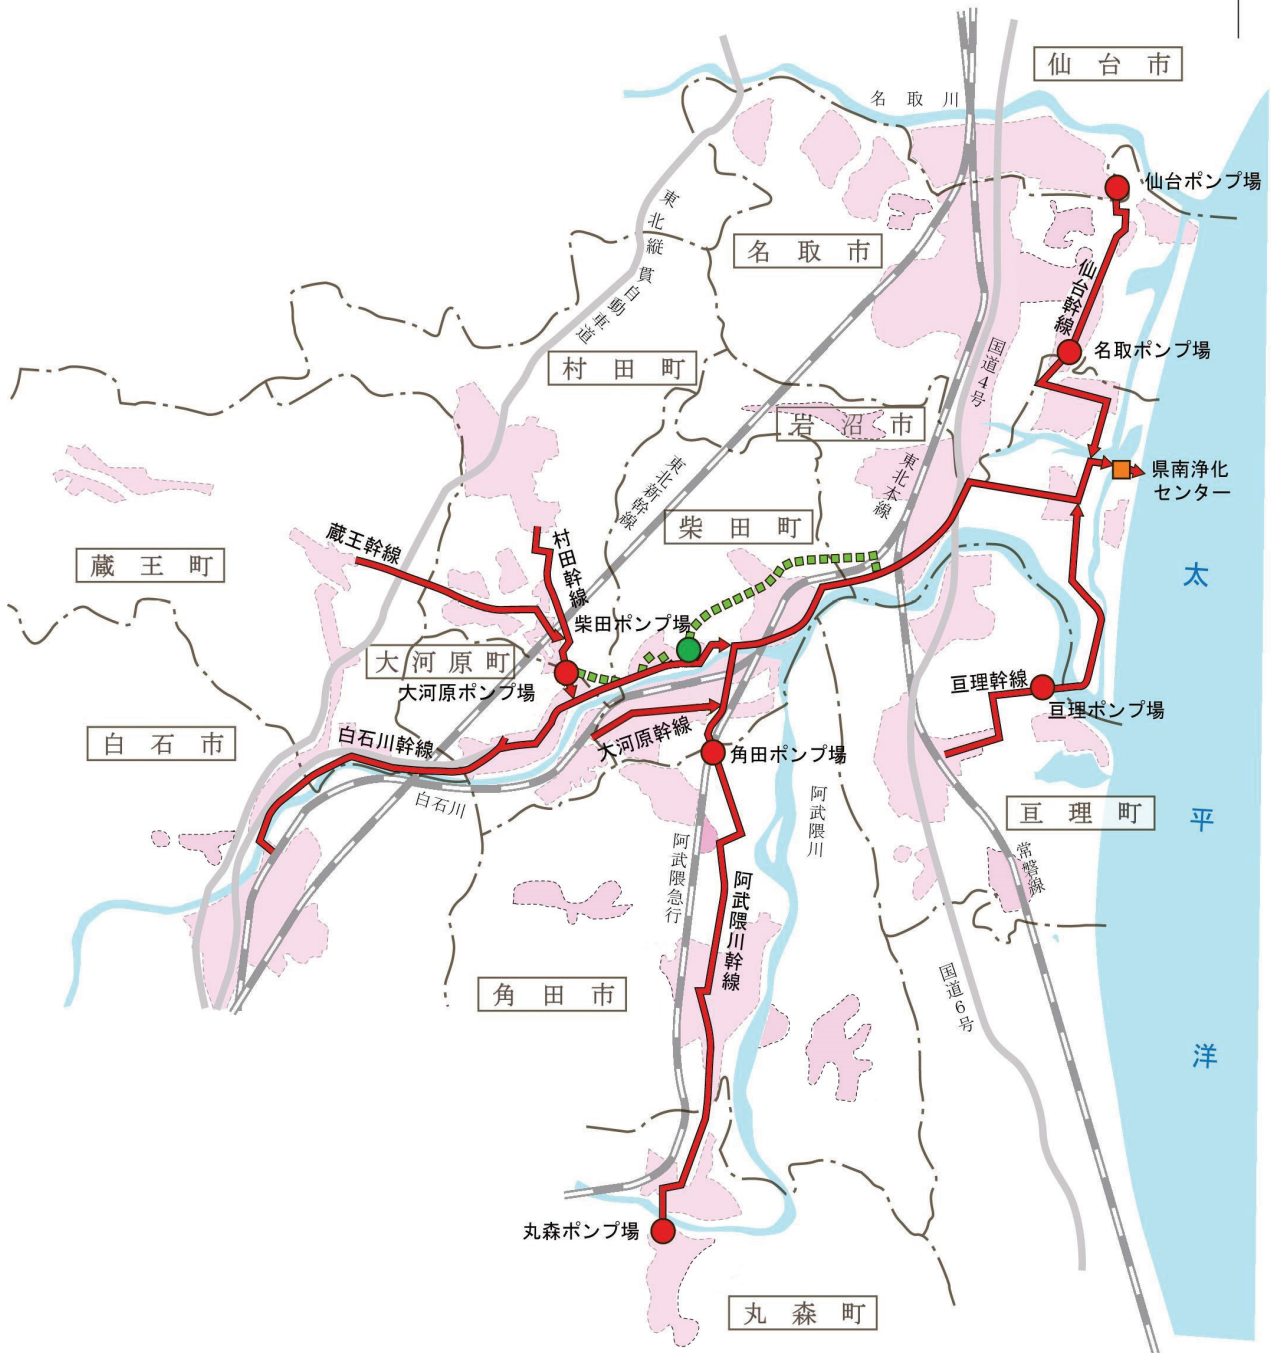 仙台市
名取川
仙台ポンプ場
東北縦貫自動車道
名取市
仙台幹線
国道4号
名取ポンプ場
村田町
岩沼市
東北新幹線
東北本線
県南浄化
センター
柴田町
蔵王幹線
村田幹線
蔵王町
太平洋
柴田ポンプ場
大河原町
大河原ポンプ場
亘理幹線
亘理ポンプ場
白石市
白石川幹線
大河原幹線
角田ポンプ場
白石川
阿武隈川
亘理町
阿武隈急行
常磐線
阿武隈川幹線
角田市
国道6号
丸森ポンプ場
丸森町